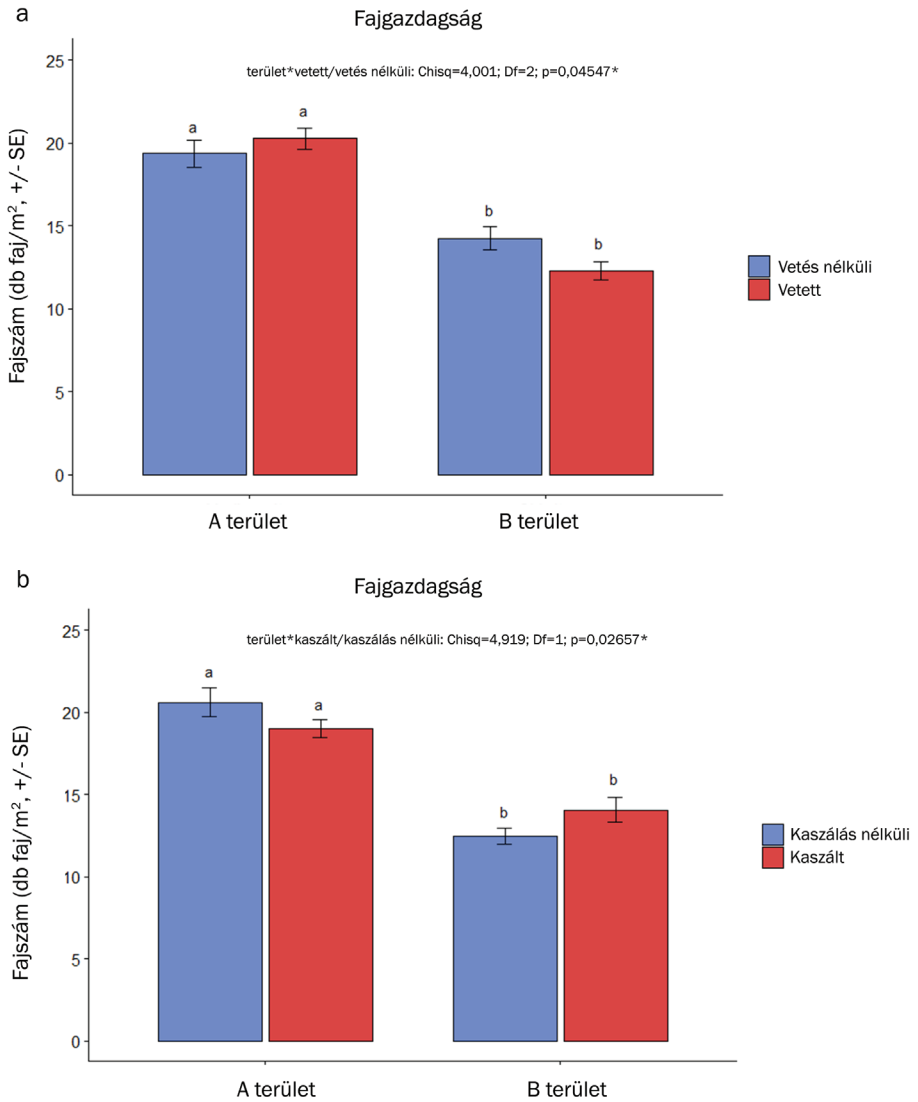 a
Fajgazdagság
terület*vetett/vetés nélküli: Chisq=4,001; Df=2; p=0,04547*
Fajszám (db faj/m², +/- SE)
25
20
15
10
5
0
a
a
b
b
A terület
B terület
Vetés nélküli
Vetett
b
Fajgazdagság
terület*kaszált/kaszálás nélküli: Chisq=4,919; Df=1; p=0,02657*
Fajszám (db faj/m², +/- SE)
25
20
15
10
5
0
a
a
b
b
A terület
B terület
Kaszálás nélküli
Kaszált